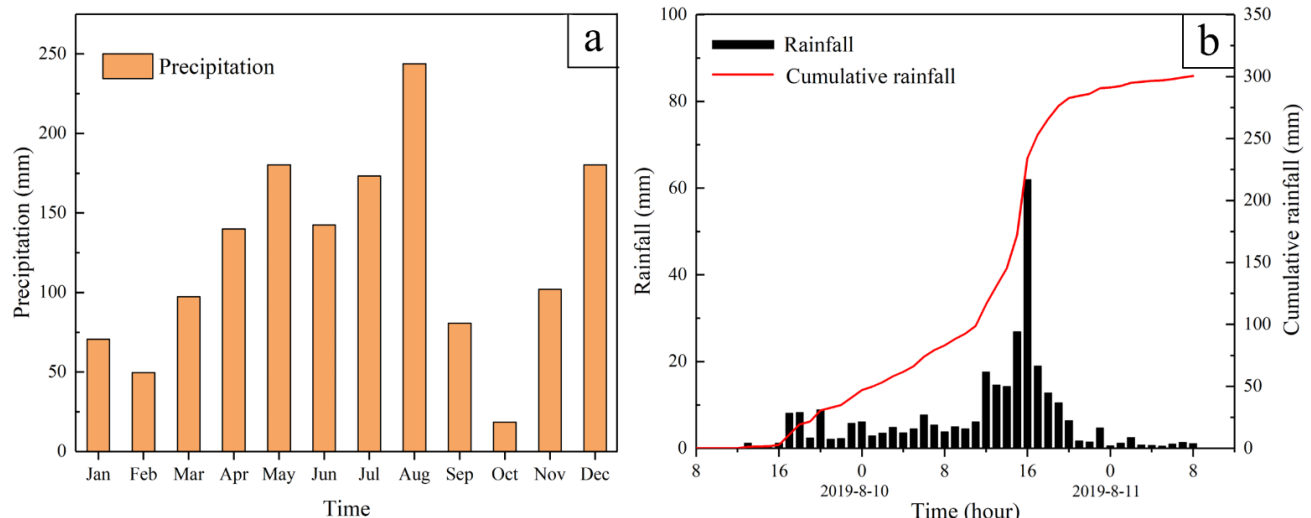 a
Precipitation
Precipitation (mm)
250
200
150
100
50
0
Jan Feb Mar Apr May Jun Jul Aug Sep Oct Nov Dec
Time
b
Rainfall
Cumulative rainfall
Rainfall (mm)
100
80
60
40
20
0
Cumulative rainfall (mm)
350
300
250
200
150
100
50
0
8 16 0 8 16 0 8
2019-8-10 2019-8-11
Time (hour)